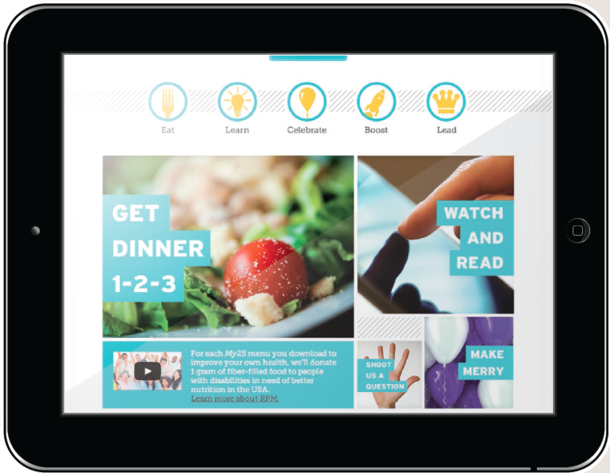 Eat
Learn
Celebrate
Boost
Lead
GET
DINNER
1-2-3
WATCH
AND
READ
For each My25 menu you download to
improve your own health, we'll donate
1 gram of fiber-filled food to people
with disabilities in need of better
nutrition in the USA.
Learn more about RFM.
SHOOT
US A
QUESTION
MAKE
MERRY